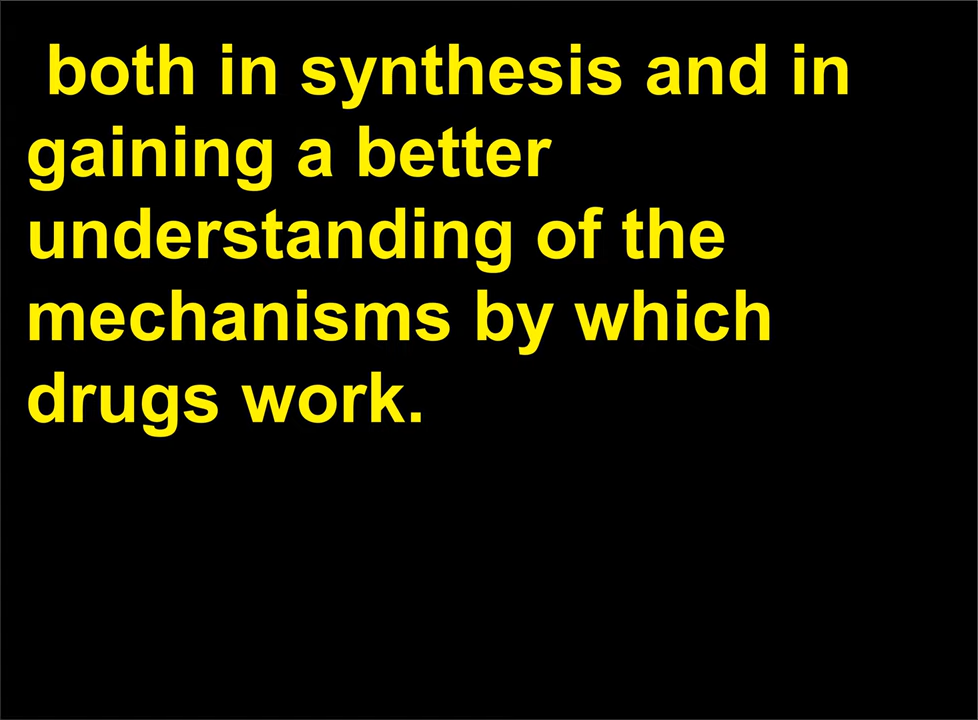 both in synthesis and in
gaining a better
understanding of the
mechanisms by which
drugs work.